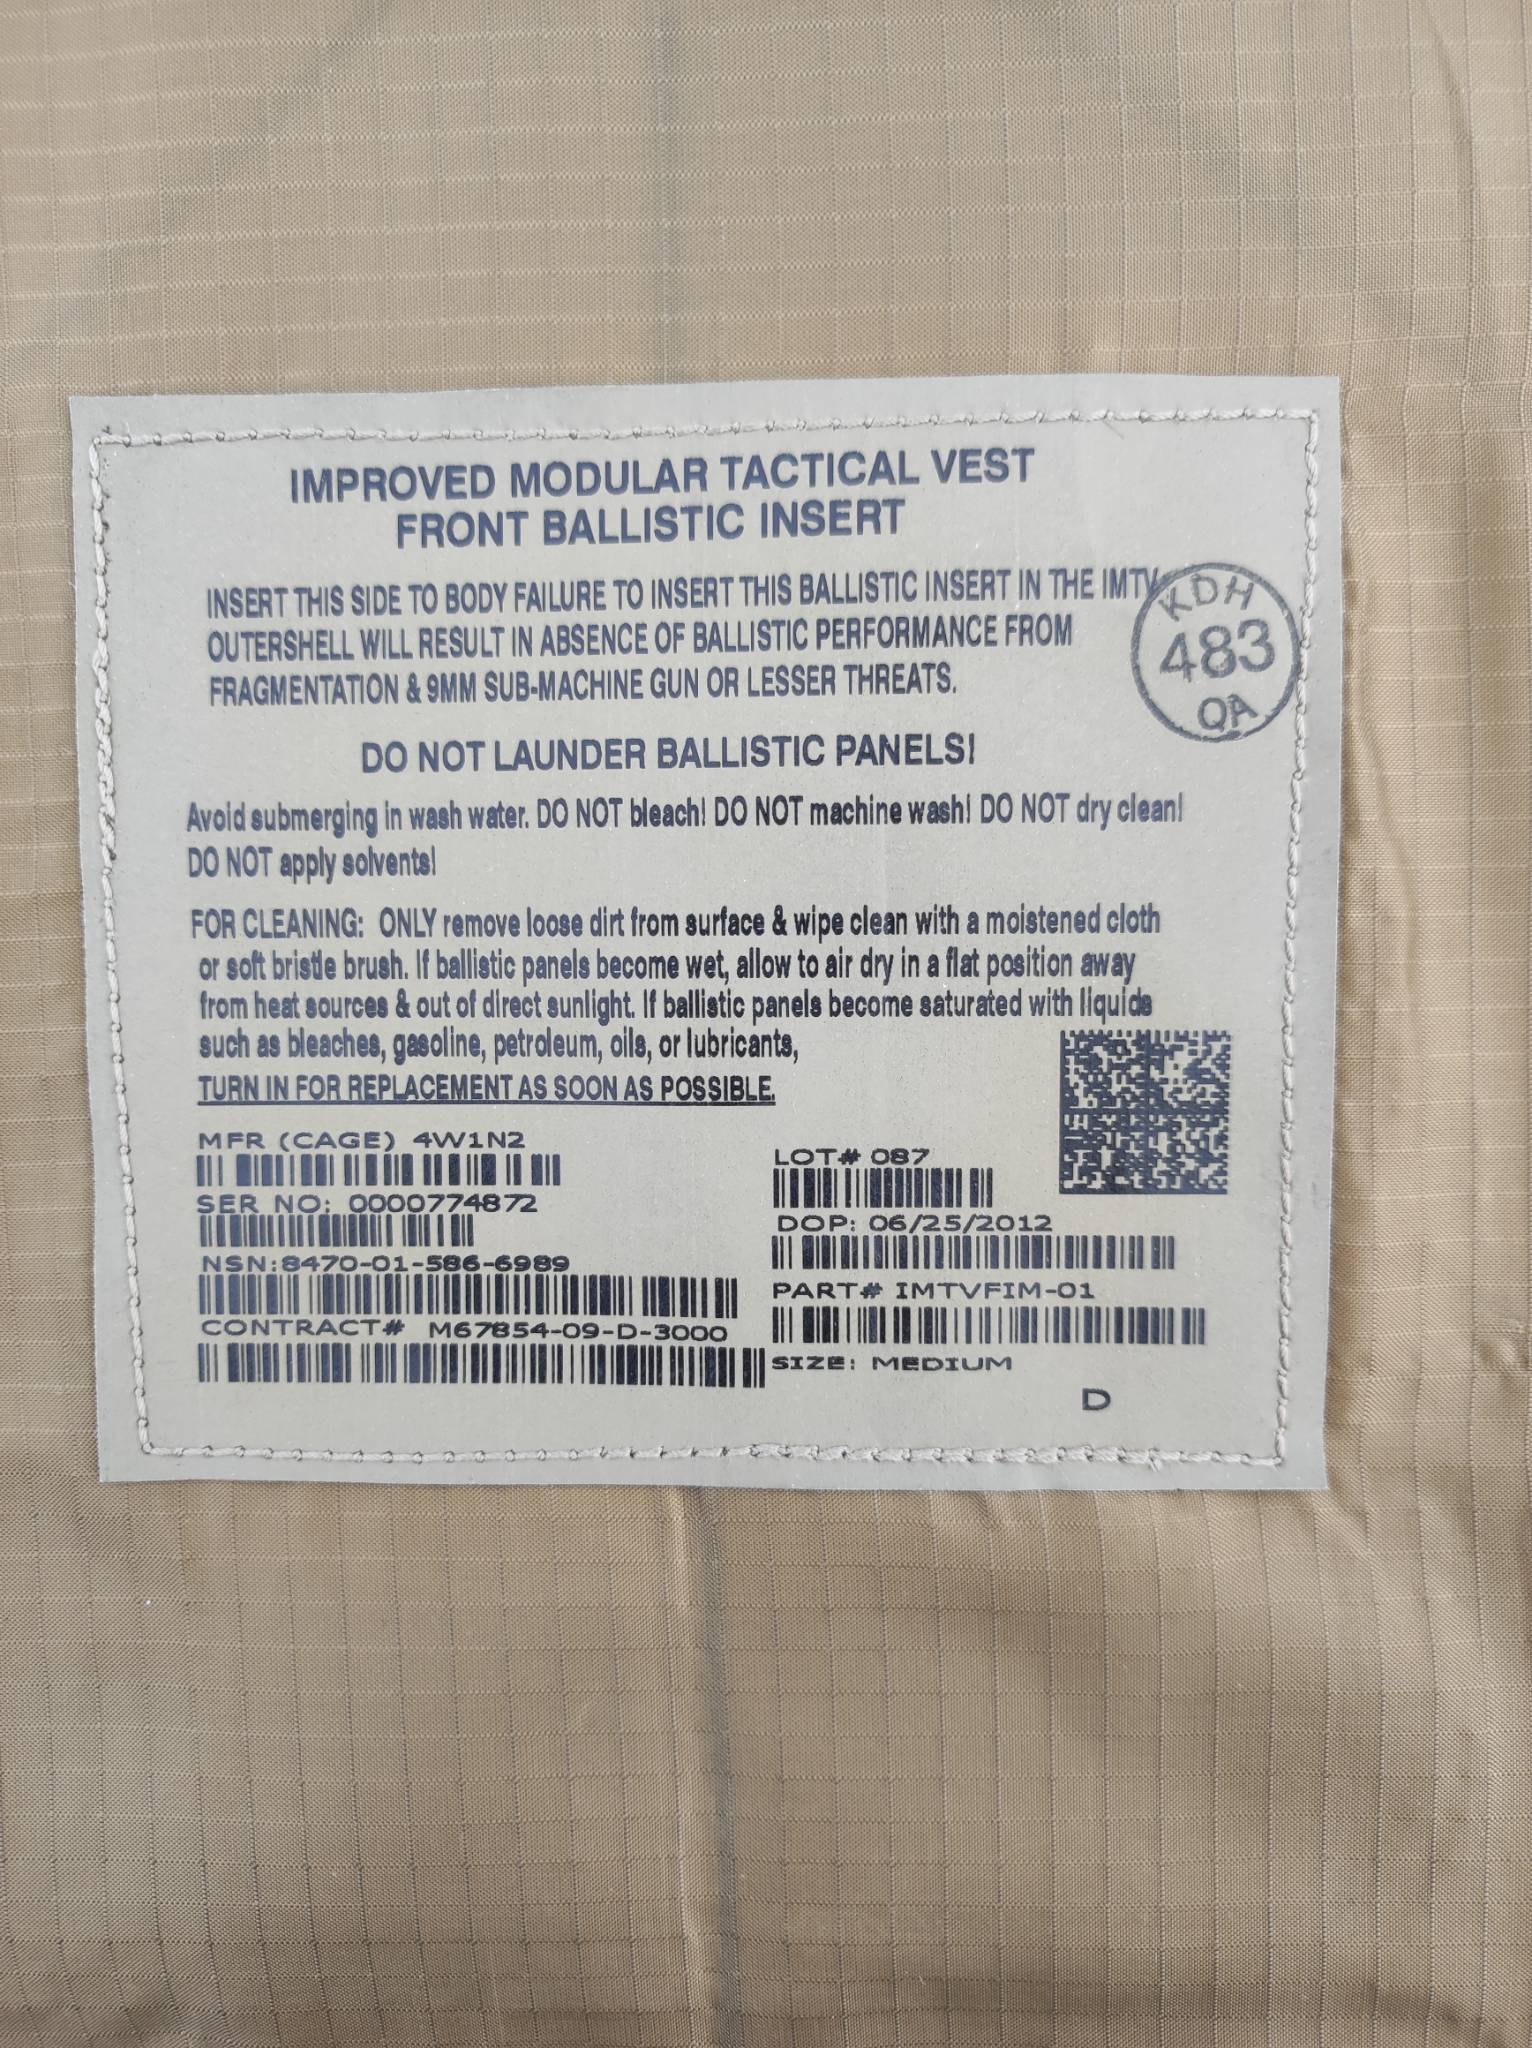 IMPROVED MODULAR TACTICAL VEST
FRONT BALLISTIC INSERT
INSERT THIS SIDE TO BODY FAILURE TO INSERT THIS BALLISTIC INSERT IN THE IMTV
OUTERSHELL WILL RESULT IN ABSENCE OF BALLISTIC PERFORMANCE FROM
FRAGMENTATION & 9MM SUB-MACHINE GUN OR LESSER THREATS.
KDH
483
QA
DO NOT LAUNDER BALLISTIC PANELS!
Avoid submerging in wash water. DO NOT bleach! DO NOT machine wash! DO NOT dry clean!
DO NOT apply solvents!
FOR CLEANING: ONLY remove loose dirt from surface & wipe clean with a moistened cloth
or soft bristle brush. If ballistic panels become wet, allow to air dry in a flat position away
from heat sources & out of direct sunlight. If ballistic panels become saturated with liquids
such as bleaches, gasoline, petroleum, oils, or lubricants,
TURN IN FOR REPLACEMENT AS SOON AS POSSIBLE.
MFR (CAGE) 4W1N2
SER NO: 0000774872
NSN:8470-01-586-6989
CONTRACT# M67854-09-D-3000
LOT# 087
DOP: 06/25/2012
PART# IMTVFIM-01
SIZE: MEDIUM
D